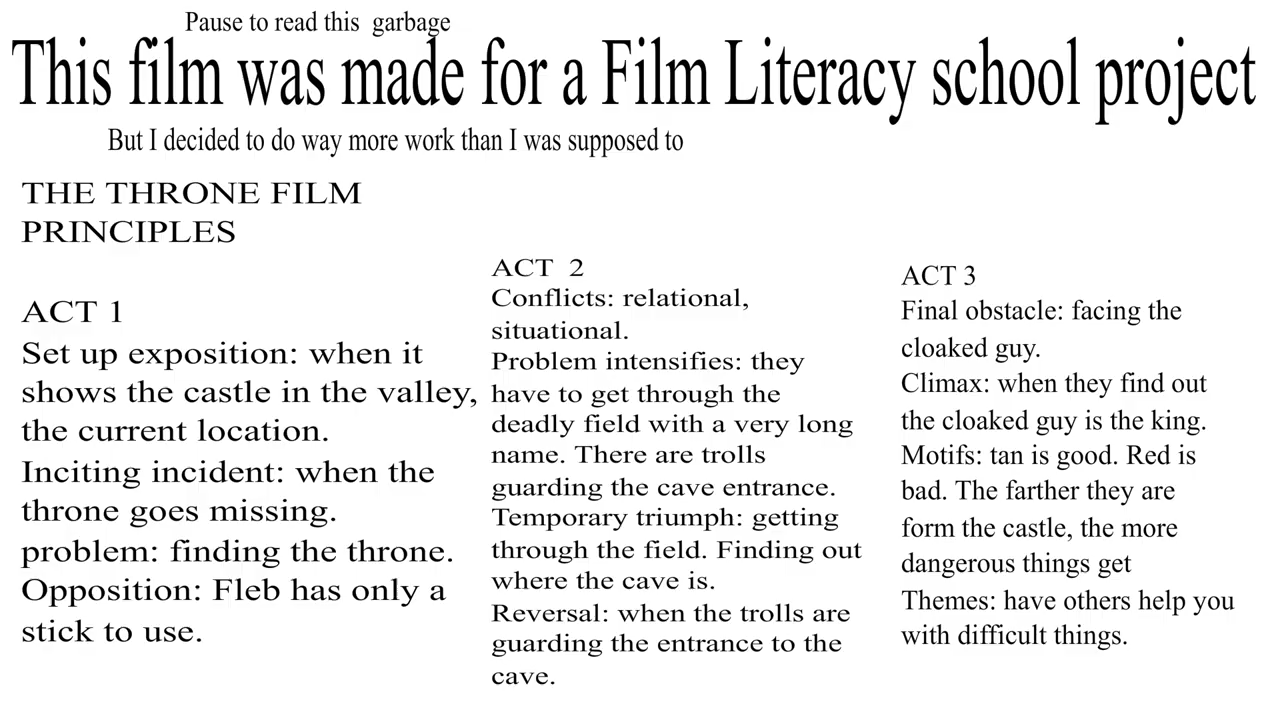 Pause to read this  garbage
This film was made for a Film Literacy school project
But I decided to do way more work than I was supposed to
THE THRONE FILM
PRINCIPLES
ACT 1
Set up exposition: when it
shows the castle in the valley,
the current location.
Inciting incident: when the
throne goes missing.
problem: finding the throne.
Opposition: Fleb has only a
stick to use.
ACT  2
Conflicts: relational,
situational.
Problem intensifies: they
have to get through the
deadly field with a very long
name. There are trolls
guarding the cave entrance.
Temporary triumph: getting
through the field. Finding out
where the cave is.
Reversal: when the trolls are
guarding the entrance to the
cave.
ACT 3
Final obstacle: facing the
cloaked guy.
Climax: when they find out
the cloaked guy is the king.
Motifs: tan is good. Red is
bad. The farther they are
form the castle, the more
dangerous things get
Themes: have others help you
with difficult things.